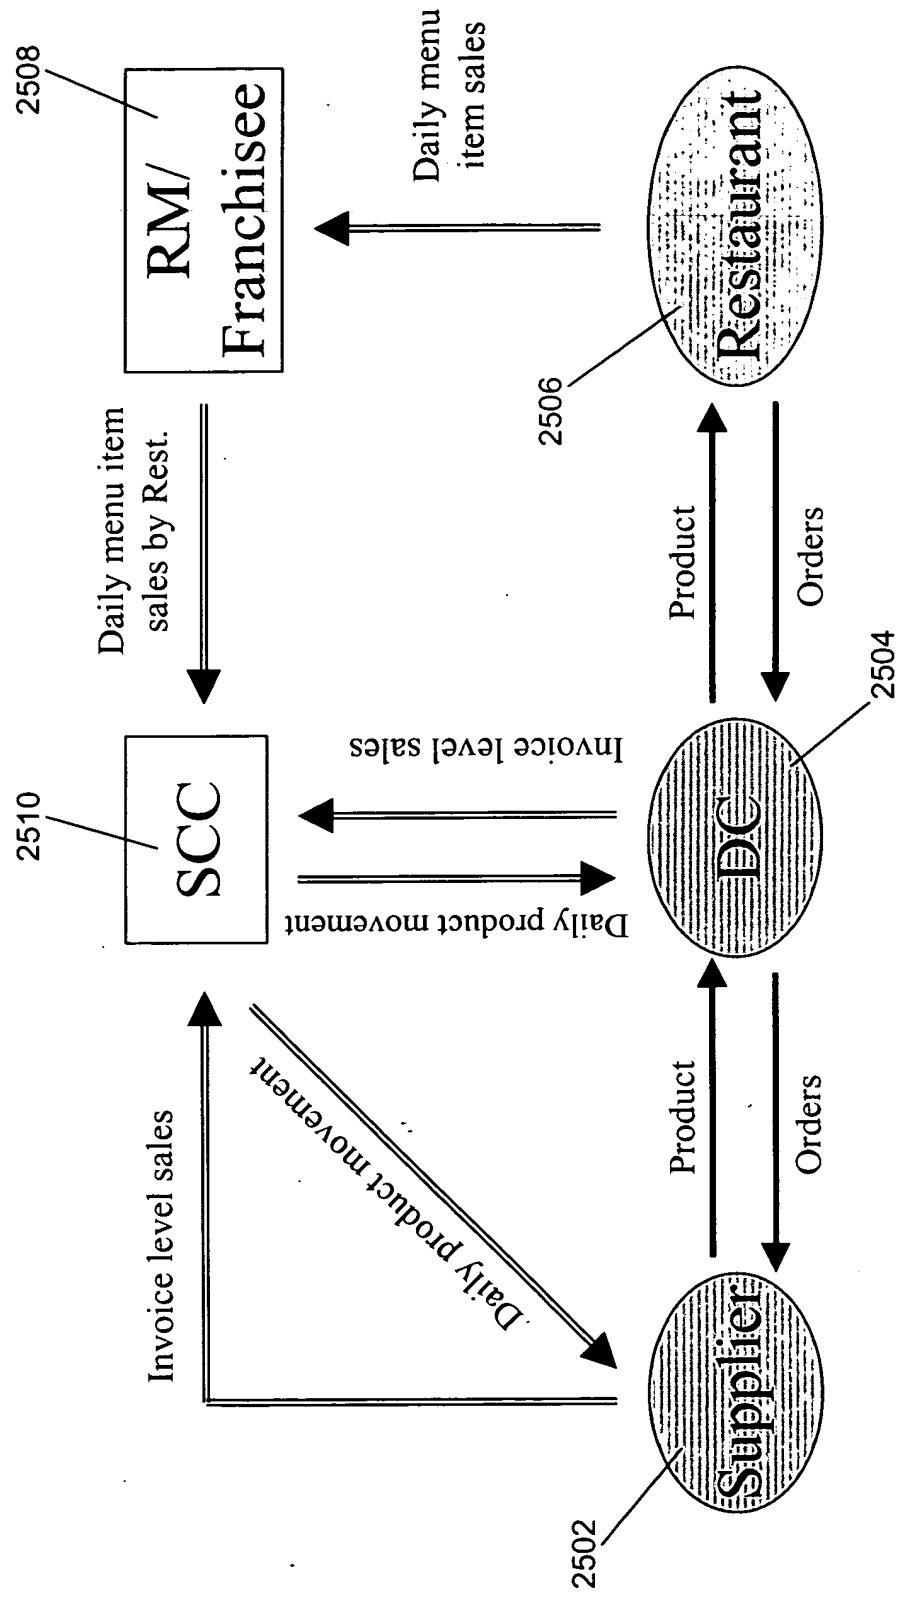 2510
2508
SCC
RM/
Franchisee
Daily menu item
sales by Rest.
Invoice level sales
Daily product movement
Daily product movement
Invoice level sales
Daily menu
item sales
2502
2506
Supplier
Product
Orders
DC
Product
Orders
Restaurant
2504